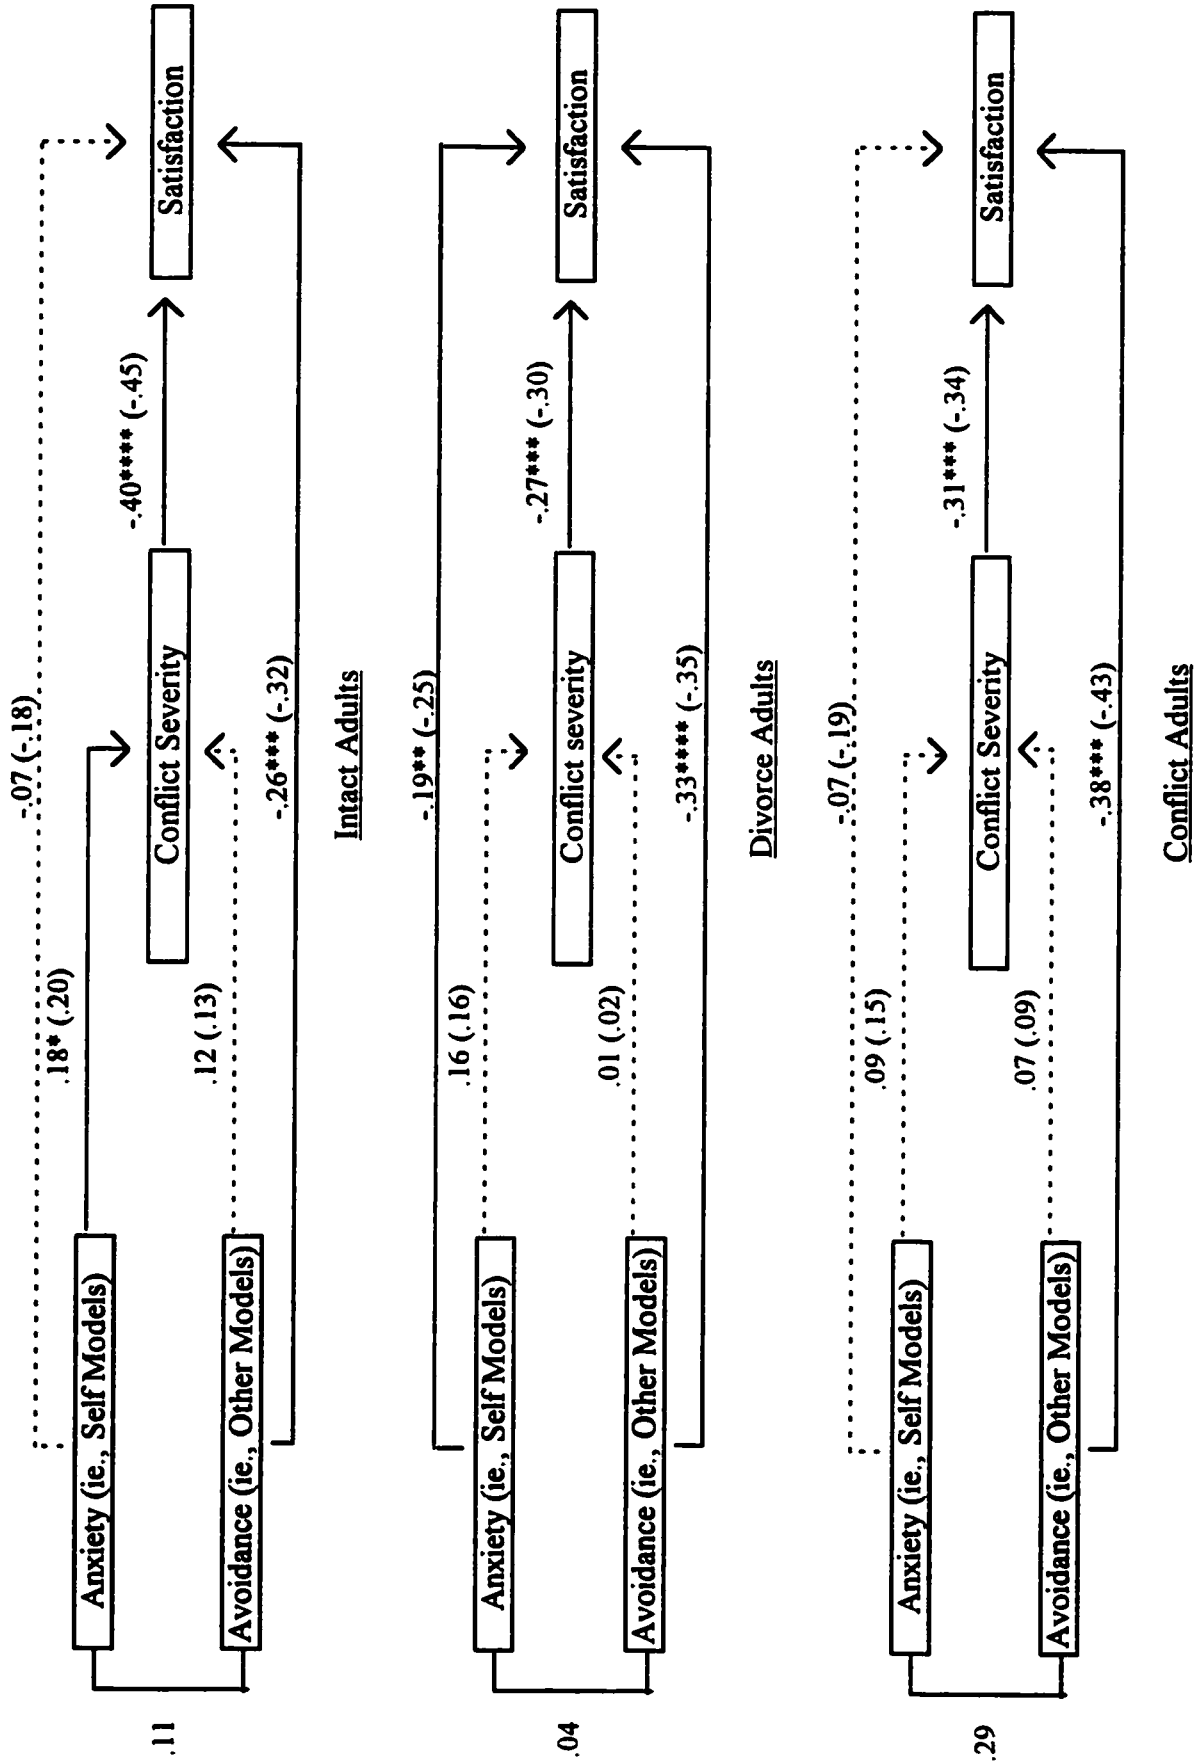 -.07 (-.18)
.18* (.20)
Anxiety (ie., Self Models)
-.40**** (-.45)
.11
Conflict Severity
Satisfaction
.12 (.13)
Avoidance (ie., Other Models)
-.26*** (-.32)
Intact Adults
-.19** (-.25)
.16 (.16)
Anxiety (ie., Self Models)
-.27*** (-.30)
.04
Conflict severity
Satisfaction
.01 (.02)
Avoidance (ie., Other Models)
-.33**** (-.35)
Divorce Adults
-.07 (-.19)
.09 (.15)
Anxiety (ie., Self Models)
-.31*** (-.34)
.29
Conflict Severity
Satisfaction
.07 (.09)
Avoidance (ie., Other Models)
-.38*** (-.43)
Conflict Adults